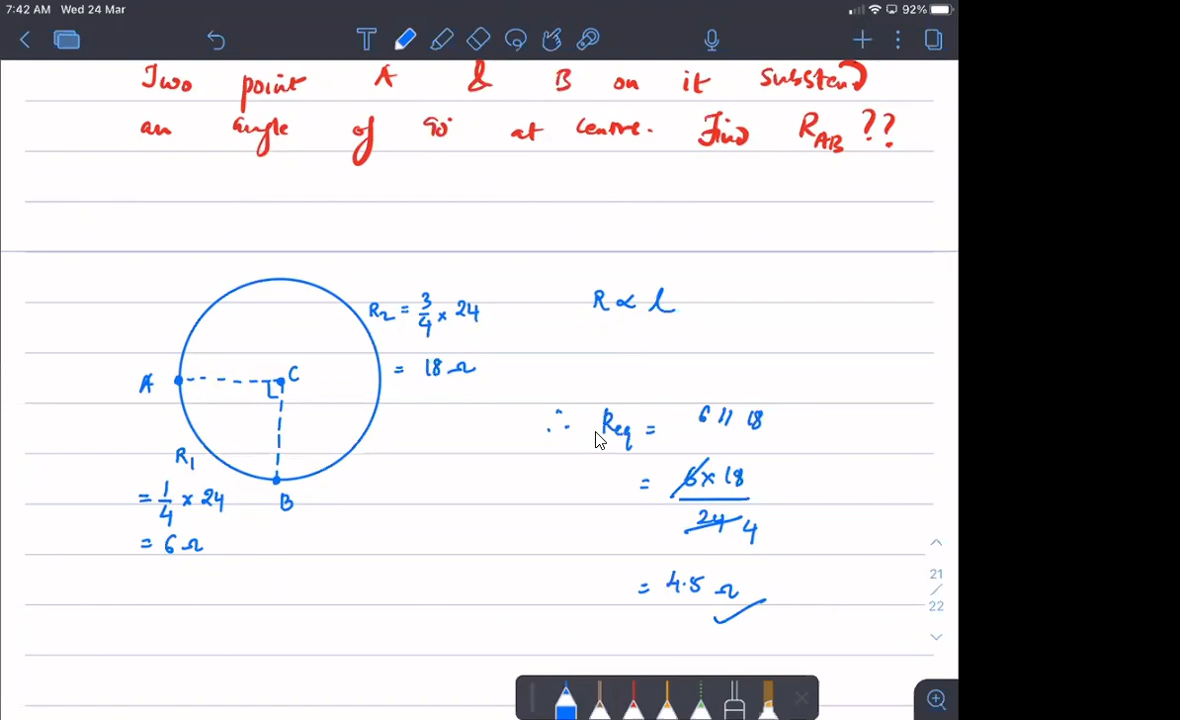 7:42 AM Wed 24 Mar
92%
Two point A & B on it substend
an angle of 90° at centre. Find R_AB ??
R₂ = 3/4 × 24
= 18 Ω
R ∝ l
A
C
∴ Req = 6 || 18
R₁
= 6 × 18 / 24 4
= 1/4 × 24
B
= 6 Ω
= 4.5 Ω
21
/
22